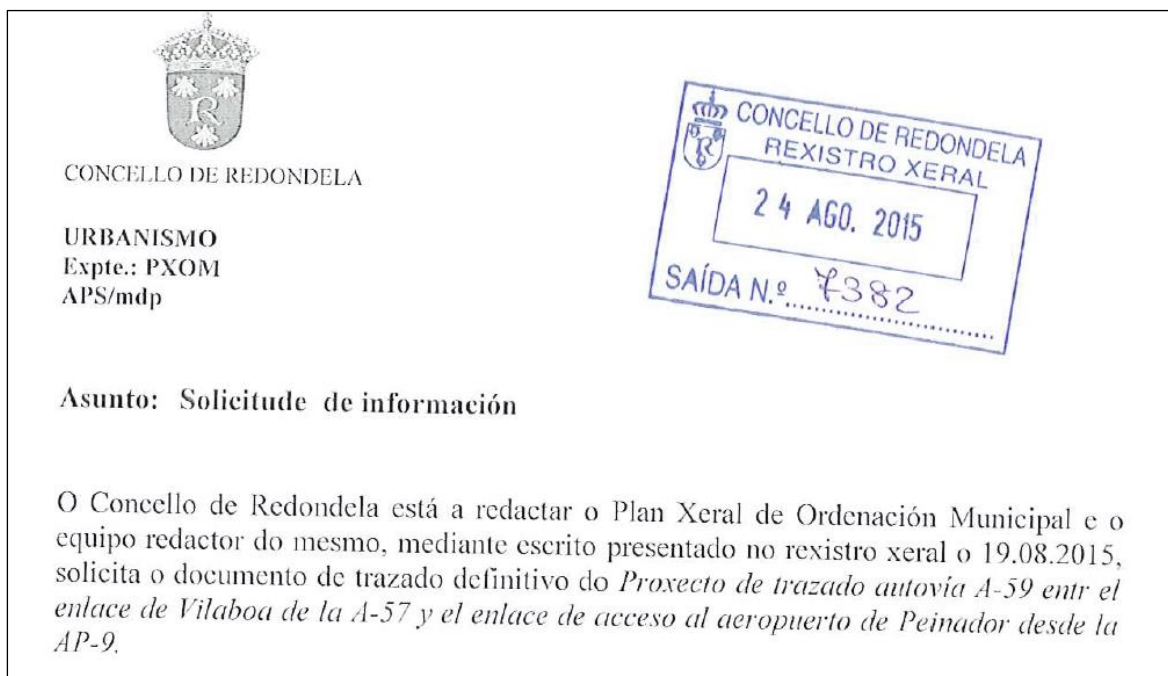 CONCELLO DE REDONDELA
URBANISMO
Expte.: PXOM
APS/mdp
CONCELLO DE REDONDELA
REXISTRO XERAL
24 AGO. 2015
SAÍDA N.º 7382
Asunto: Solicitude de información
O Concello de Redondela está a redactar o Plan Xeral de Ordenación Municipal e o
equipo redactor do mesmo, mediante escrito presentado no rexistro xeral o 19.08.2015,
solicita o documento de trazado definitivo do Proxecto de trazado autovía A-59 entr el
enlace de Vilaboa de la A-57 y el enlace de acceso al aeropuerto de Peinador desde la
AP-9.